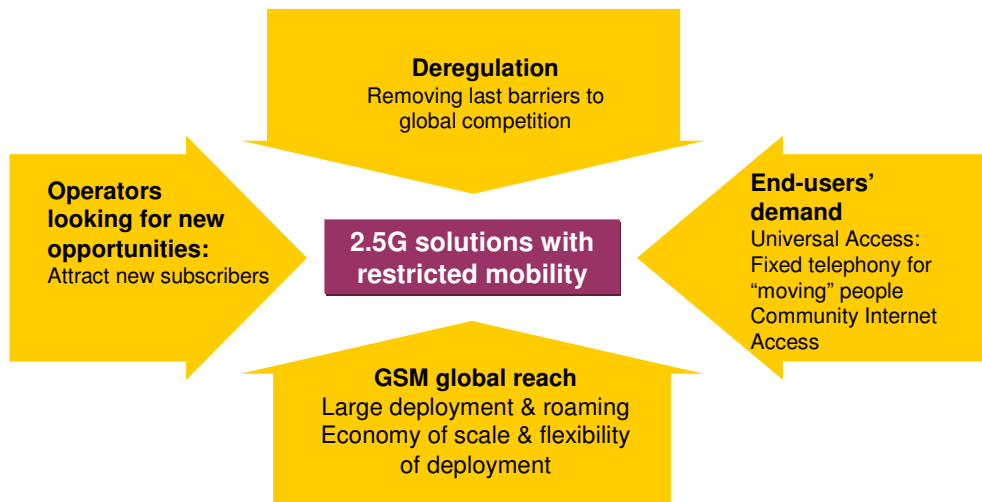 Deregulation
Removing last barriers to
global competition
Operators
looking for new
opportunities:
Attract new subscribers
2.5G solutions with
restricted mobility
End-users’
demand
Universal Access:
Fixed telephony for
“moving” people
Community Internet
Access
GSM global reach
Large deployment & roaming
Economy of scale & flexibility
of deployment